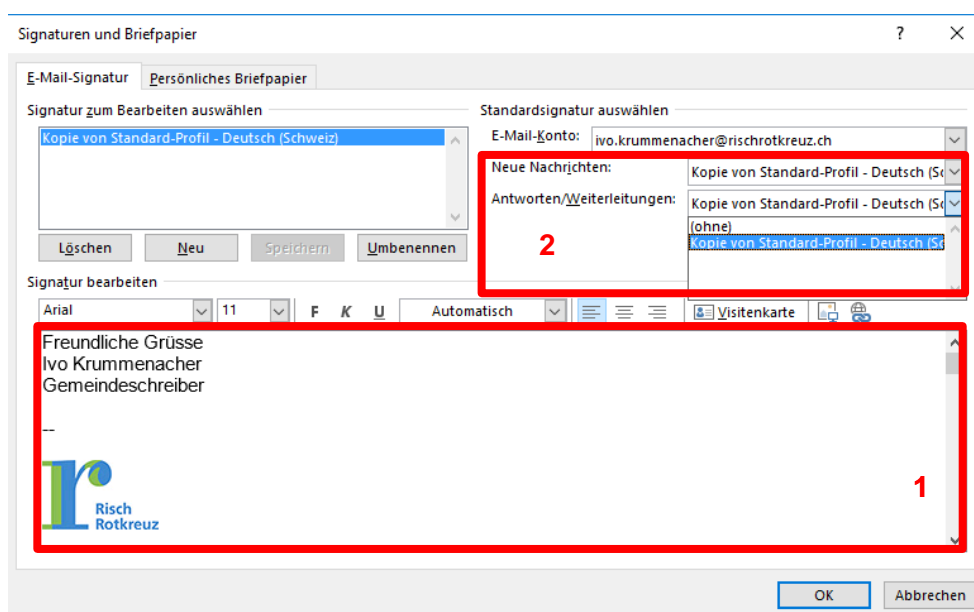 Signaturen und Briefpapier ?
E-Mail-Signatur Persönliches Briefpapier
Signatur zum Bearbeiten auswählen
Kopie von Standard-Profil - Deutsch (Schweiz)
Löschen Neu Speichern Umbenennen
Standardsignatur auswählen
E-Mail-Konto: ivo.krummenacher@rischrotkreuz.ch
Neue Nachrichten: Kopie von Standard-Profil - Deutsch (Sc
Antworten/Weiterleitungen: Kopie von Standard-Profil - Deutsch (Sc
(ohne)
Kopie von Standard-Profil - Deutsch (Sc
2
Signatur bearbeiten
Arial 11 F K U Automatisch Visitenkarte
Freundliche Grüsse
Ivo Krummenacher
Gemeindeschreiber
--
r
Risch
Rotkreuz
1
OK Abbrechen